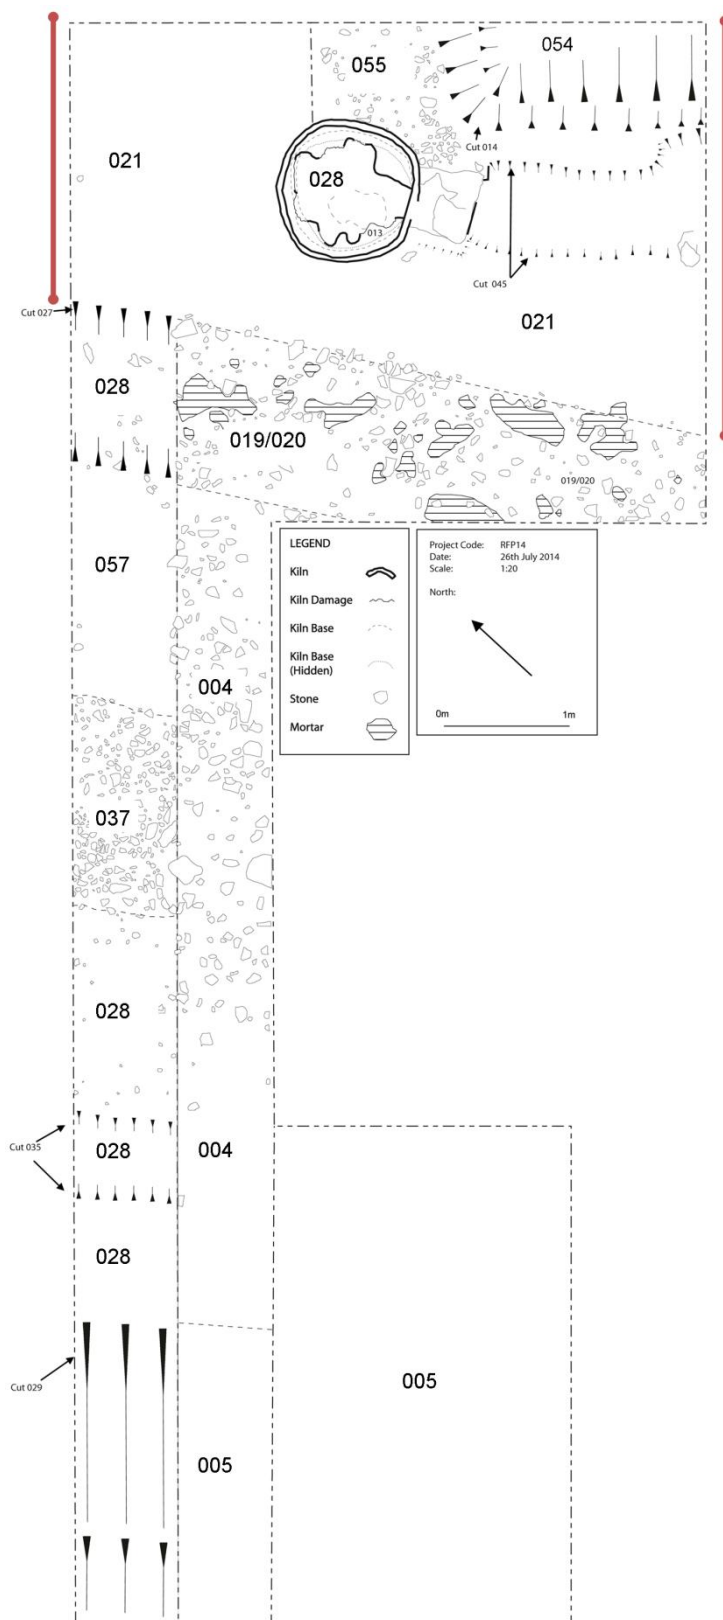 054
055
Cut 014
021
028
013
Cut 045
021
Cut 027
028
019/020
019/020
057
LEGEND
Kiln
Kiln Damage
Kiln Base
Kiln Base
(Hidden)
Stone
Mortar
Project Code: RFP14
Date: 26th July 2014
Scale: 1:20
North:
0m 1m
004
037
028
Cut 035
028
004
028
Cut 029
005
005